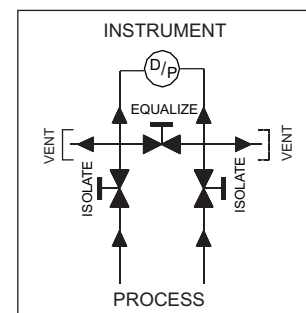 INSTRUMENT
D/P
EQUALIZE
VENT
VENT
ISOLATE
ISOLATE
PROCESS